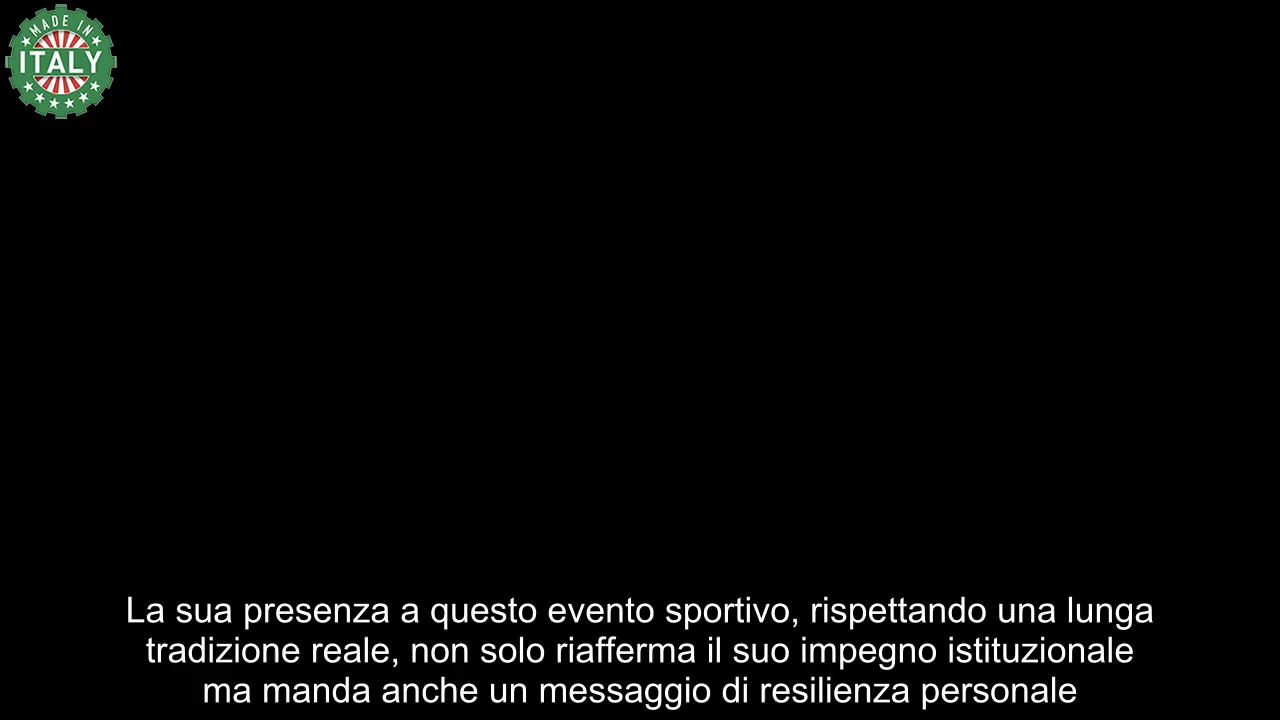 MADE IN
ITALY
La sua presenza a questo evento sportivo, rispettando una lunga
tradizione reale, non solo riafferma il suo impegno istituzionale
ma manda anche un messaggio di resilienza personale